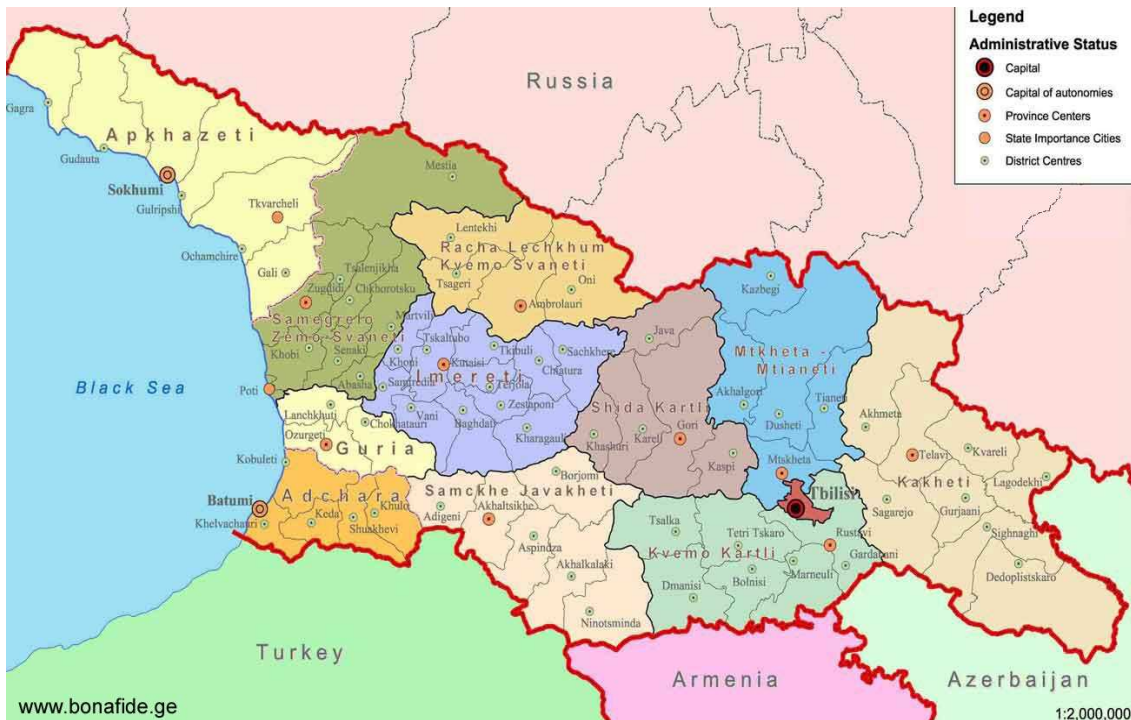 Legend
Administrative Status
Capital
Capital of autonomies
Province Centers
State Importance Cities
District Centres
Russia
Gagra
Apkhazeti
Gudauta
Sokhumi
Gulripshi
Tkvarcheli
Ochamchire
Gali
Mestia
Lentekhi
Racha Lechkhum
Kvemo Svaneti
Tsageri
Oni
Ambrolauri
Tsalenjikha
Chkhorotsku
Zugdidi
Samegrelo
Zemo Svaneti
Martvili
Khobi
Senaki
Abasha
Poti
Black Sea
Tskaltubo
Khoni
Kutaisi
Tkibuli
Sachkhere
Chiatura
Imereti
Samtredia
Terjola
Vani
Baghdati
Zestaponi
Kharagauli
Lanchkhuti
Chokhatauri
Ozurgeti
Guria
Kobuleti
Batumi
Adchara
Khelvachauri
Keda
Khulo
Shuakhevi
Java
Shida Kartli
Khashuri
Kareli
Gori
Kaspi
Kazbegi
Mtkheta -
Mtianeti
Akhalgori
Dusheti
Tianeti
Mtskheta
Tbilisi
Akhmeta
Telavi
Kvareli
Kakheti
Lagodekhi
Sagarejo
Gurjaani
Sighnaghi
Dedoplistskaro
Borjomi
Samckhe Javakheti
Adigeni
Akhaltsikhe
Aspindza
Akhalkalaki
Ninotsminda
Tsalka
Tetri Tskaro
Rustavi
Kvemo Kartli
Gardabani
Marneuli
Bolnisi
Dmanisi
Turkey
Armenia
Azerbaijan
www.bonafide.ge
1:2,000,000